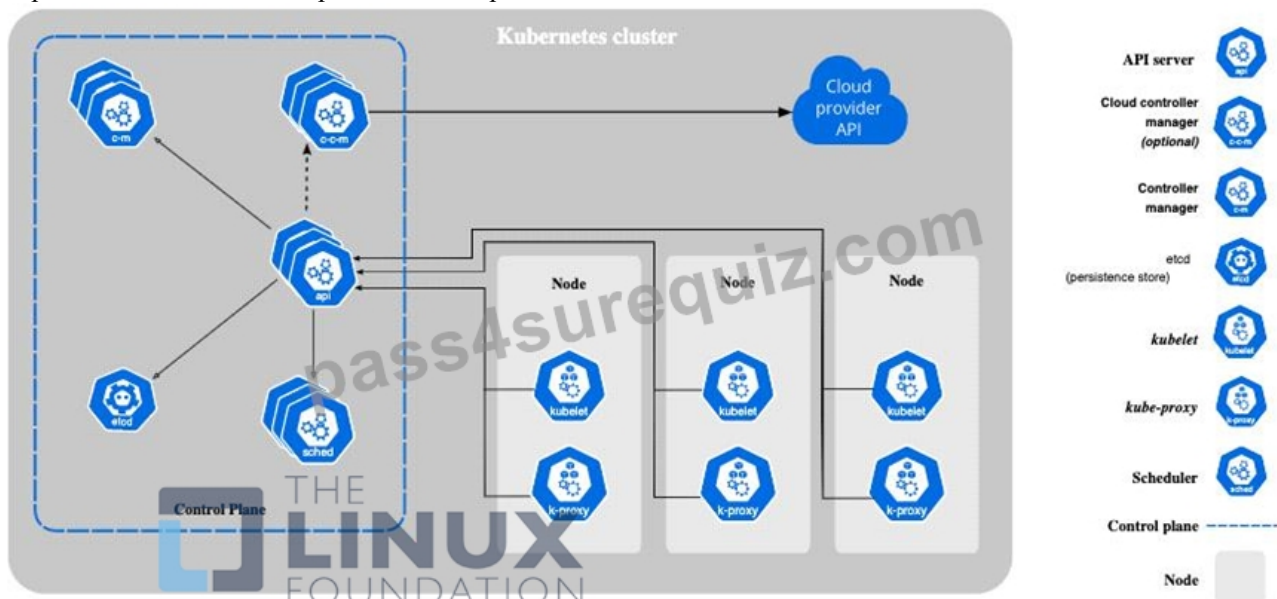 Kubernetes cluster
c-m
c-c-m
Cloud
provider
API
api
etcd
sched
Control Plane
Node
kubelet
k-proxy
Node
kubelet
k-proxy
Node
kubelet
k-proxy
API server
api
Cloud controller
manager
(optional)
c-c-m
Controller
manager
c-m
etcd
(persistence store)
etcd
kubelet
kubelet
kube-proxy
k-proxy
Scheduler
sched
Control plane
Node
pass4surequiz.com
THE
LINUX
FOUNDATION